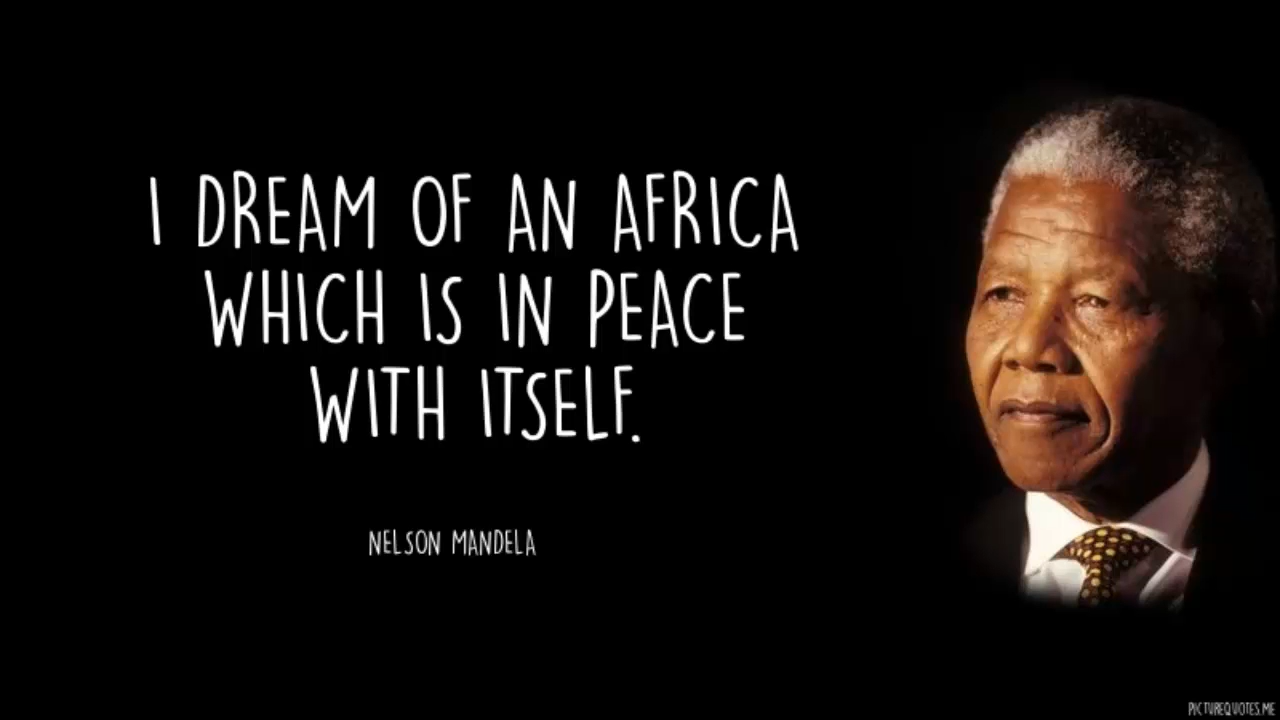 I DREAM OF AN AFRICA
WHICH IS IN PEACE
WITH ITSELF.
NELSON MANDELA
PICTUREQUOTES.ME